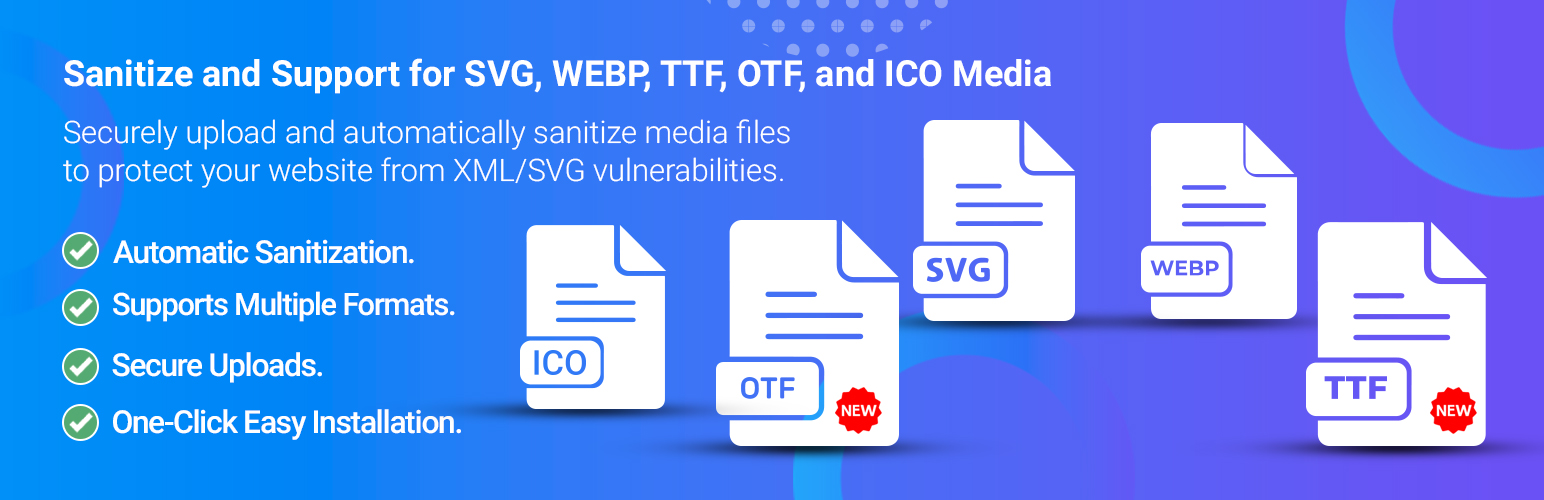 Sanitize and Support for SVG, WEBP, TTF, OTF, and ICO Media
Securely upload and automatically sanitize media files
to protect your website from XML/SVG vulnerabilities.
Automatic Sanitization.
Supports Multiple Formats.
Secure Uploads.
One-Click Easy Installation.
ICO
OTF
NEW
SVG
WEBP
TTF
NEW